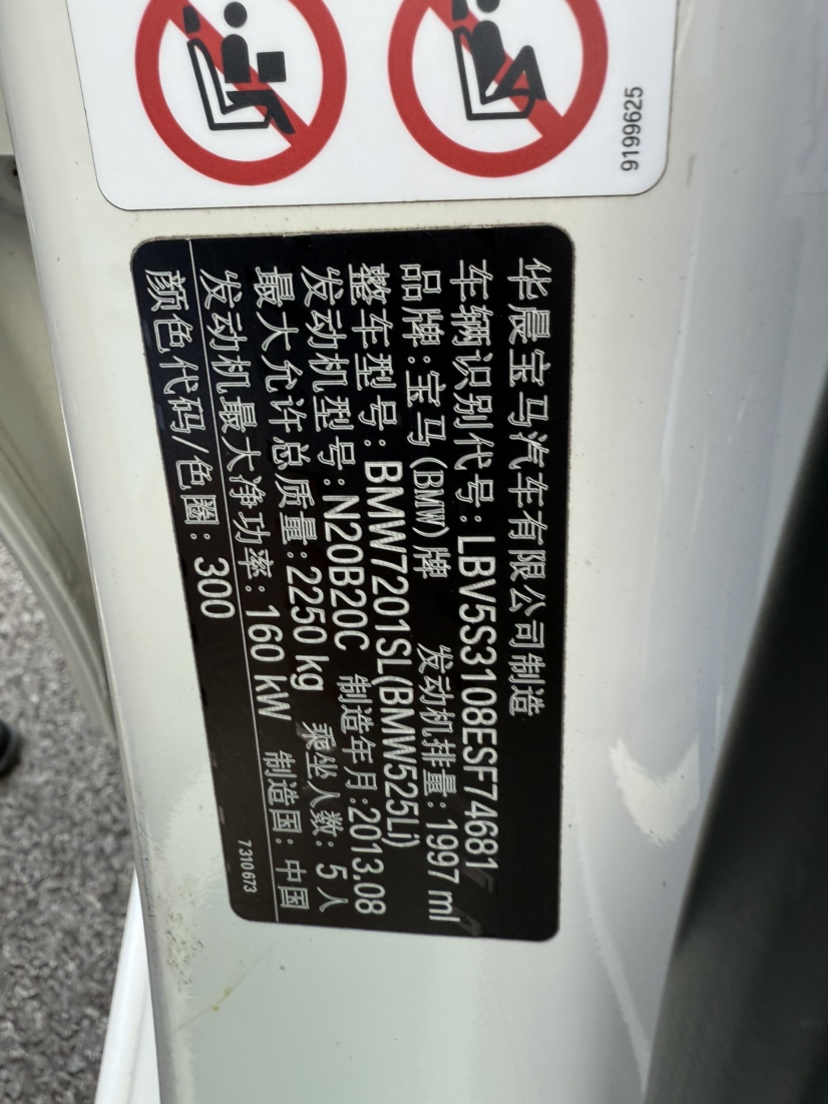 9199625
华晨宝马汽车有限公司制造
车辆识别代号:LBV5S3108ESF74681
品牌:宝马(BMW)牌 发动机排量:1997 ml
整车型号:BMW7201SL(BMW525Li)
发动机型号:N20B20C 制造年月:2013.08
最大允许总质量:2250 kg 乘坐人数:5人
发动机最大净功率:160 kW 制造国:中国
颜色代码/色圈:300
7310673